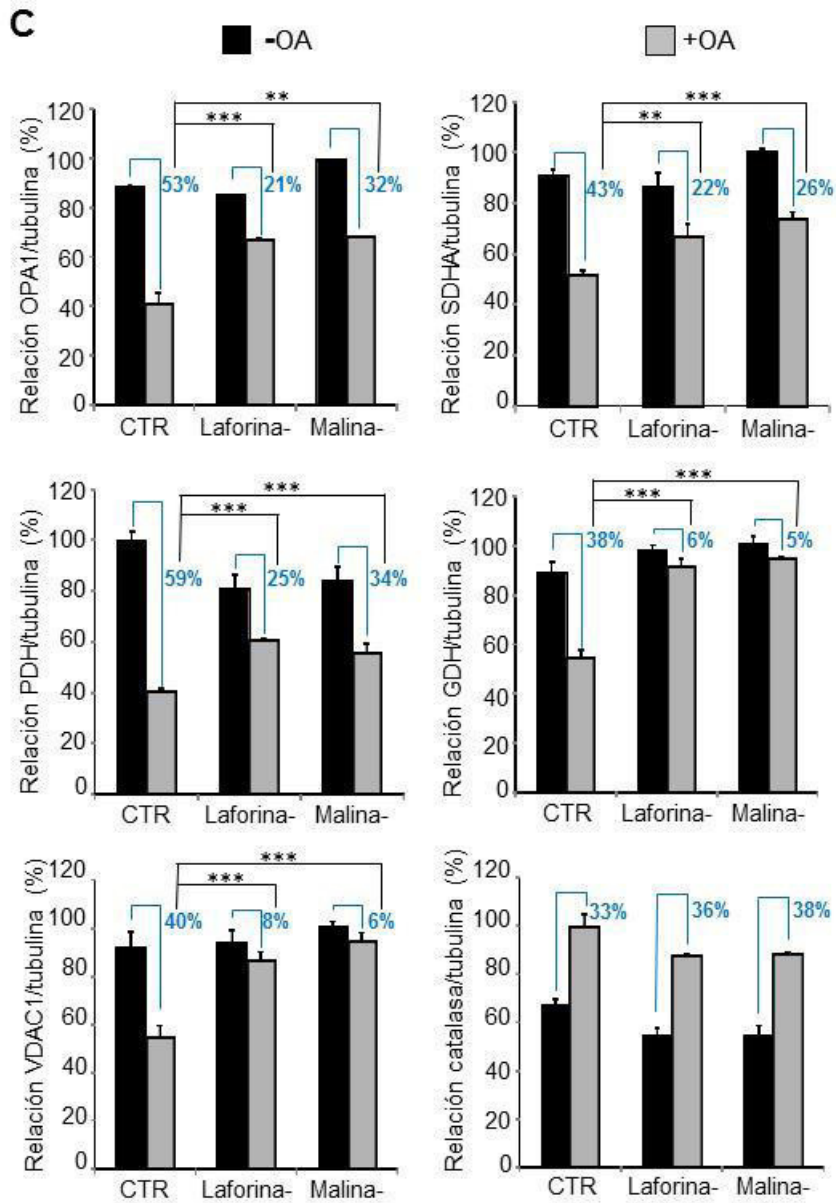 C
-OA
+OA
Relación OPA1/tubulina (%)
120
100
80
60
40
20
0
**
***
53%
21%
32%
CTR
Laforina-
Malina-
Relación SDHA/tubulina (%)
120
100
80
60
40
20
0
***
**
43%
22%
26%
CTR
Laforina-
Malina-
Relación PDH/tubulina (%)
120
100
80
60
40
20
0
***
***
59%
25%
34%
CTR
Laforina-
Malina-
Relación GDH/tubulina (%)
120
100
80
60
40
20
0
***
***
38%
6%
5%
CTR
Laforina-
Malina-
Relación VDAC1/tubulina (%)
120
100
80
60
40
20
0
***
***
40%
8%
6%
CTR
Laforina-
Malina-
Relación catalasa/tubulina (%)
120
100
80
60
40
20
0
33%
36%
38%
CTR
Laforina-
Malina-